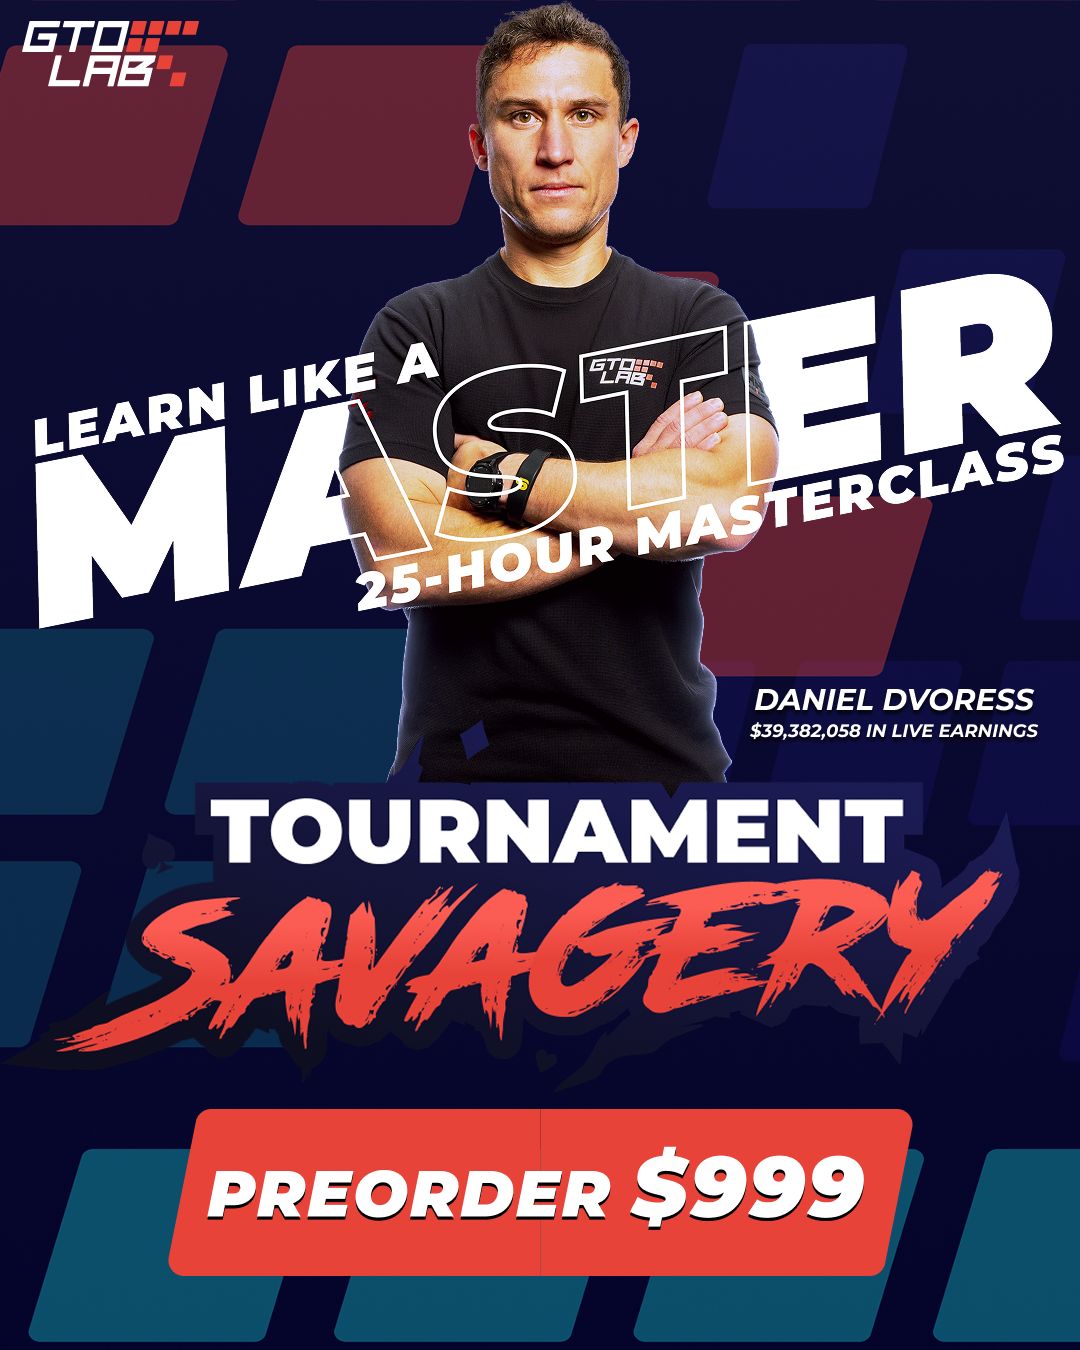 GTO
LAB
GTO
LAB
LEARN LIKE A
MASTER
25-HOUR MASTERCLASS
DANIEL DVORESS
$39,382,058 IN LIVE EARNINGS
TOURNAMENT
SAVAGERY
PREORDER $999